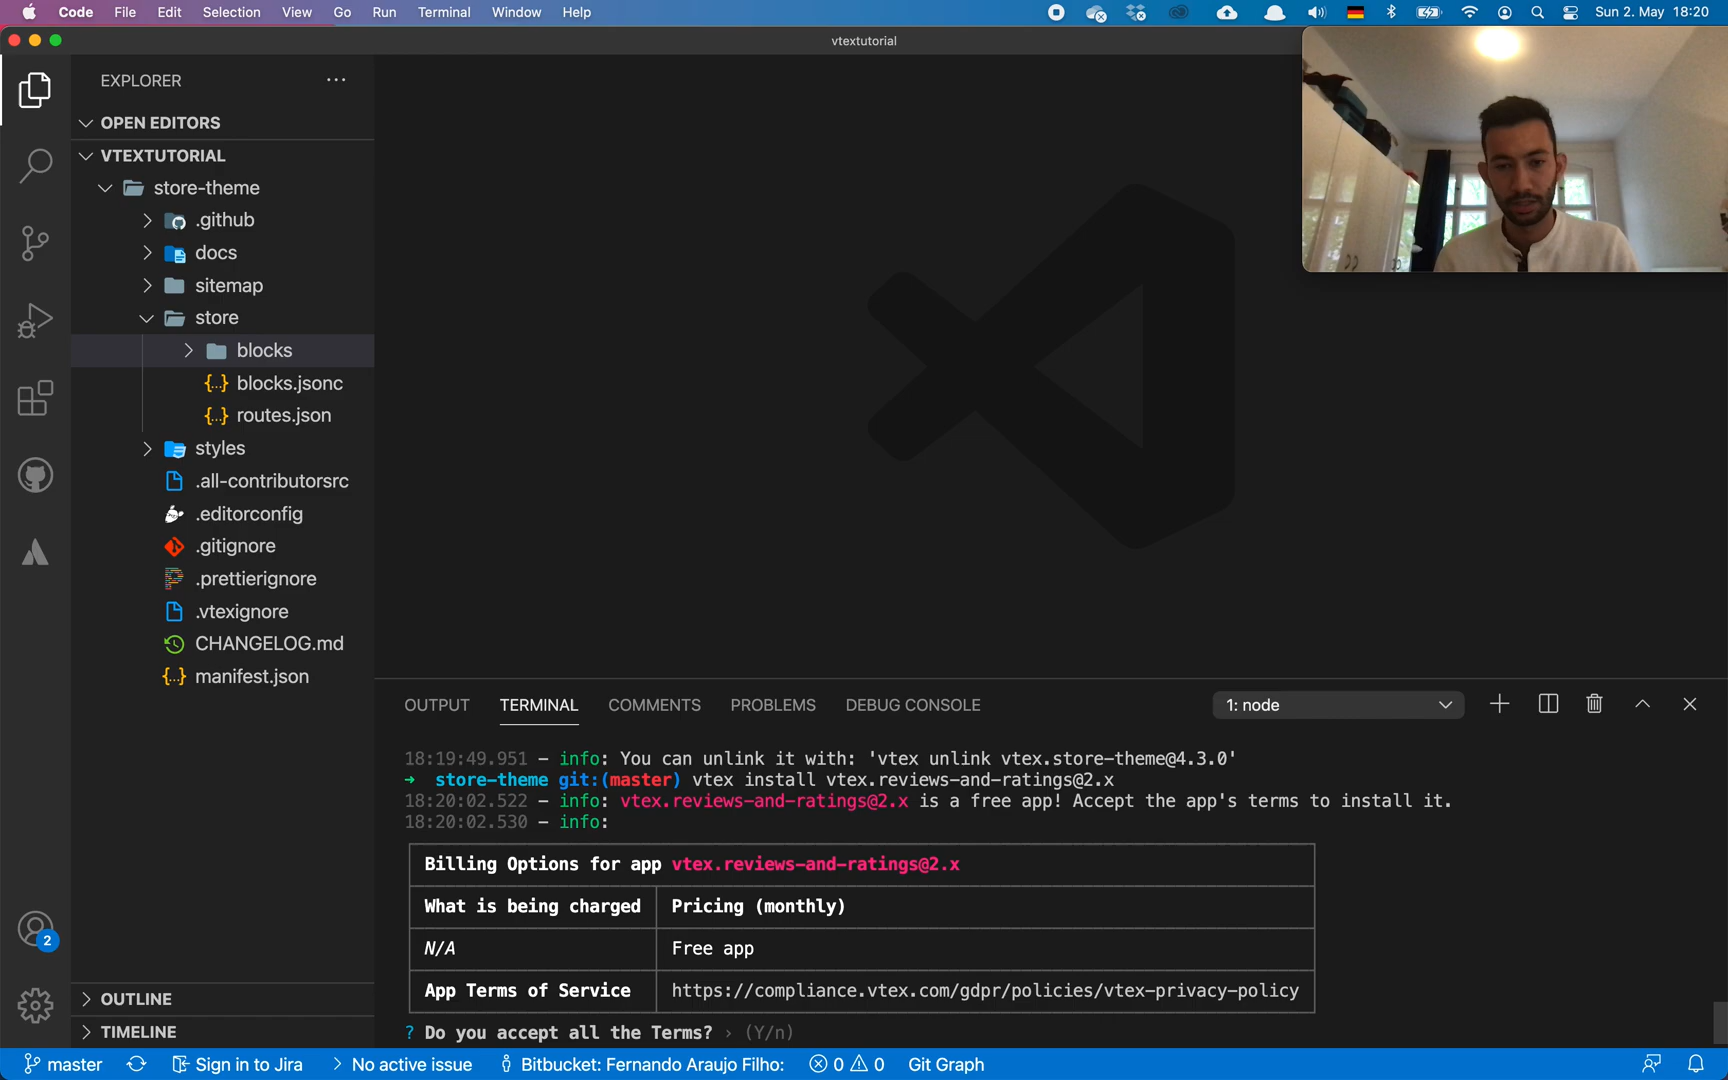 Code File Edit Selection View Go Run Terminal Window Help
Sun 2. May 18:20
vtextutorial
EXPLORER
OPEN EDITORS
VTEXTUTORIAL
store-theme
.github
docs
sitemap
store
blocks
blocks.jsonc
routes.json
styles
.all-contributorsrc
.editorconfig
.gitignore
.prettierignore
.vtexignore
CHANGELOG.md
manifest.json
OUTLINE
TIMELINE
2
OUTPUT TERMINAL COMMENTS PROBLEMS DEBUG CONSOLE 1: node
18:19:49.951 – info: You can unlink it with: 'vtex unlink vtex.store-theme@4.3.0'
➜ store-theme git:(master) vtex install vtex.reviews-and-ratings@2.x
18:20:02.522 – info: vtex.reviews-and-ratings@2.x is a free app! Accept the app's terms to install it.
18:20:02.530 – info:
Billing Options for app vtex.reviews-and-ratings@2.x
What is being charged Pricing (monthly)
N/A Free app
App Terms of Service https://compliance.vtex.com/gdpr/policies/vtex-privacy-policy
? Do you accept all the Terms? › (Y/n)
master Sign in to Jira No active issue Bitbucket: Fernando Araujo Filho: 0 0 Git Graph